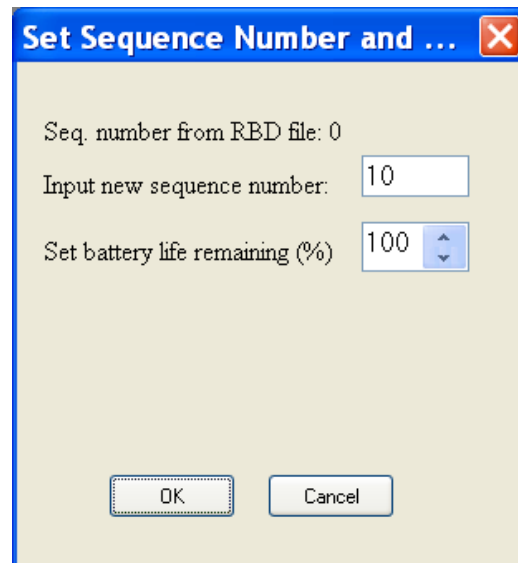 Set Sequence Number and ...
Seq. number from RBD file: 0
Input new sequence number: 10
Set battery life remaining (%) 100
OK Cancel